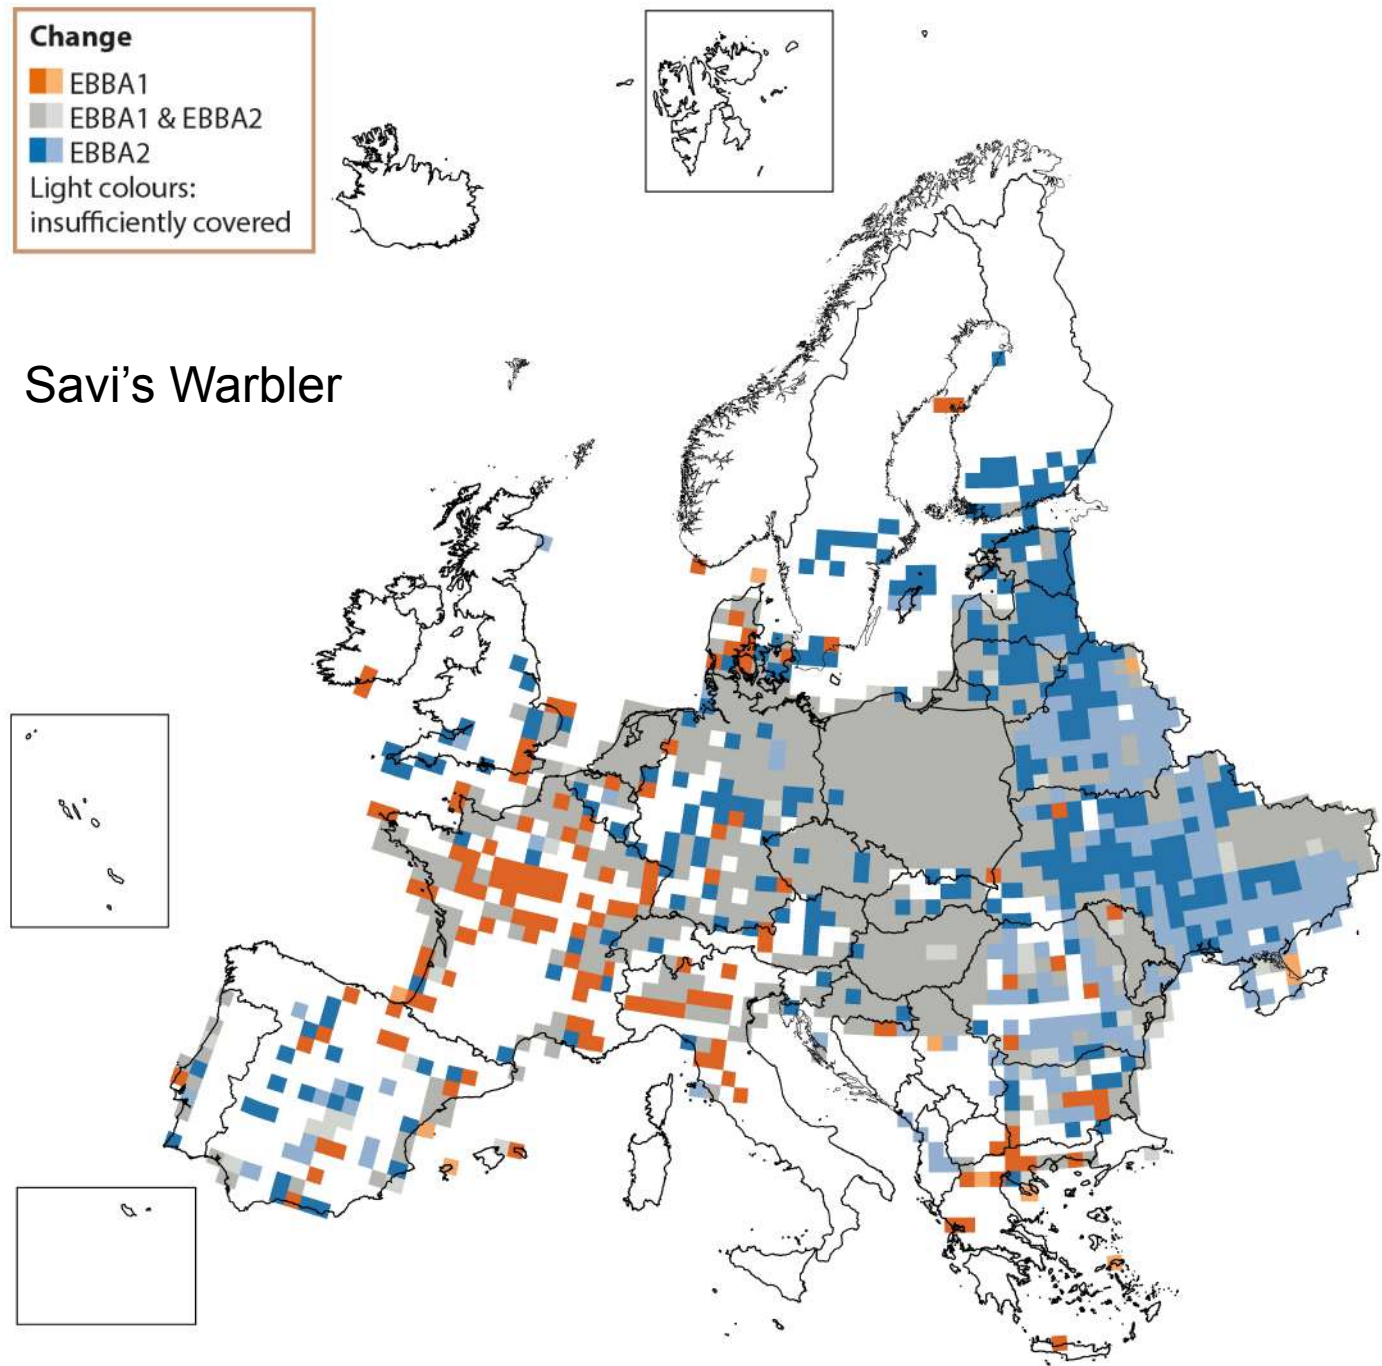 Change
EBBA1
EBBA1 & EBBA2
EBBA2
Light colours:
insufficiently covered
Savi’s Warbler